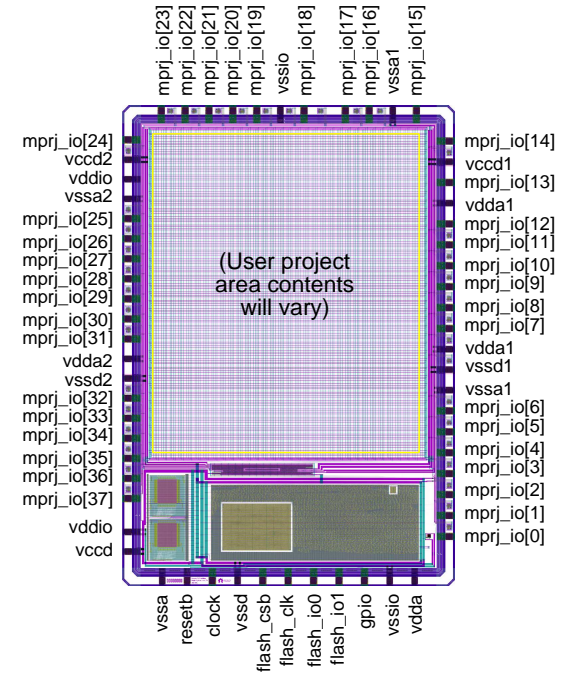 mprj_io[23]
mprj_io[22]
mprj_io[21]
mprj_io[20]
mprj_io[19]
vssio
mprj_io[18]
mprj_io[17]
mprj_io[16]
vssa1
mprj_io[15]
mprj_io[24]
vccd2
vddio
vssa2
mprj_io[25]
mprj_io[26]
mprj_io[27]
mprj_io[28]
mprj_io[29]
mprj_io[30]
mprj_io[31]
vdda2
vssd2
mprj_io[32]
mprj_io[33]
mprj_io[34]
mprj_io[35]
mprj_io[36]
mprj_io[37]
vddio
vccd
(User project
area contents
will vary)
mprj_io[14]
vccd1
mprj_io[13]
vdda1
mprj_io[12]
mprj_io[11]
mprj_io[10]
mprj_io[9]
mprj_io[8]
mprj_io[7]
vdda1
vssd1
vssa1
mprj_io[6]
mprj_io[5]
mprj_io[4]
mprj_io[3]
mprj_io[2]
mprj_io[1]
mprj_io[0]
vssa
resetb
clock
vssd
flash_csb
flash_clk
flash_io0
flash_io1
gpio
vssio
vdda